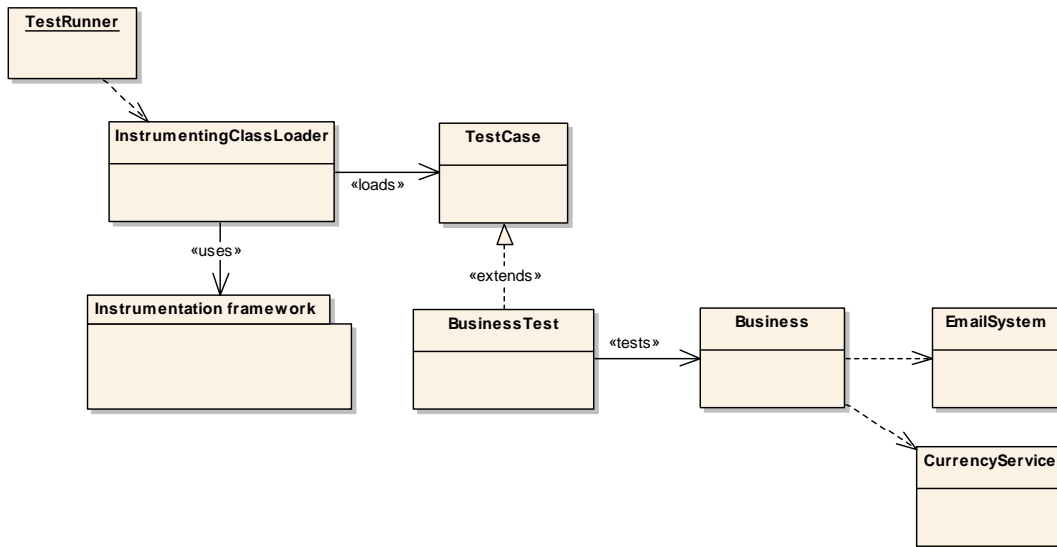 TestRunner
InstrumentingClassLoader
TestCase
«loads»
«uses»
«extends»
Instrumentation framework
BusinessTest
Business
EmailSystem
«tests»
CurrencyService